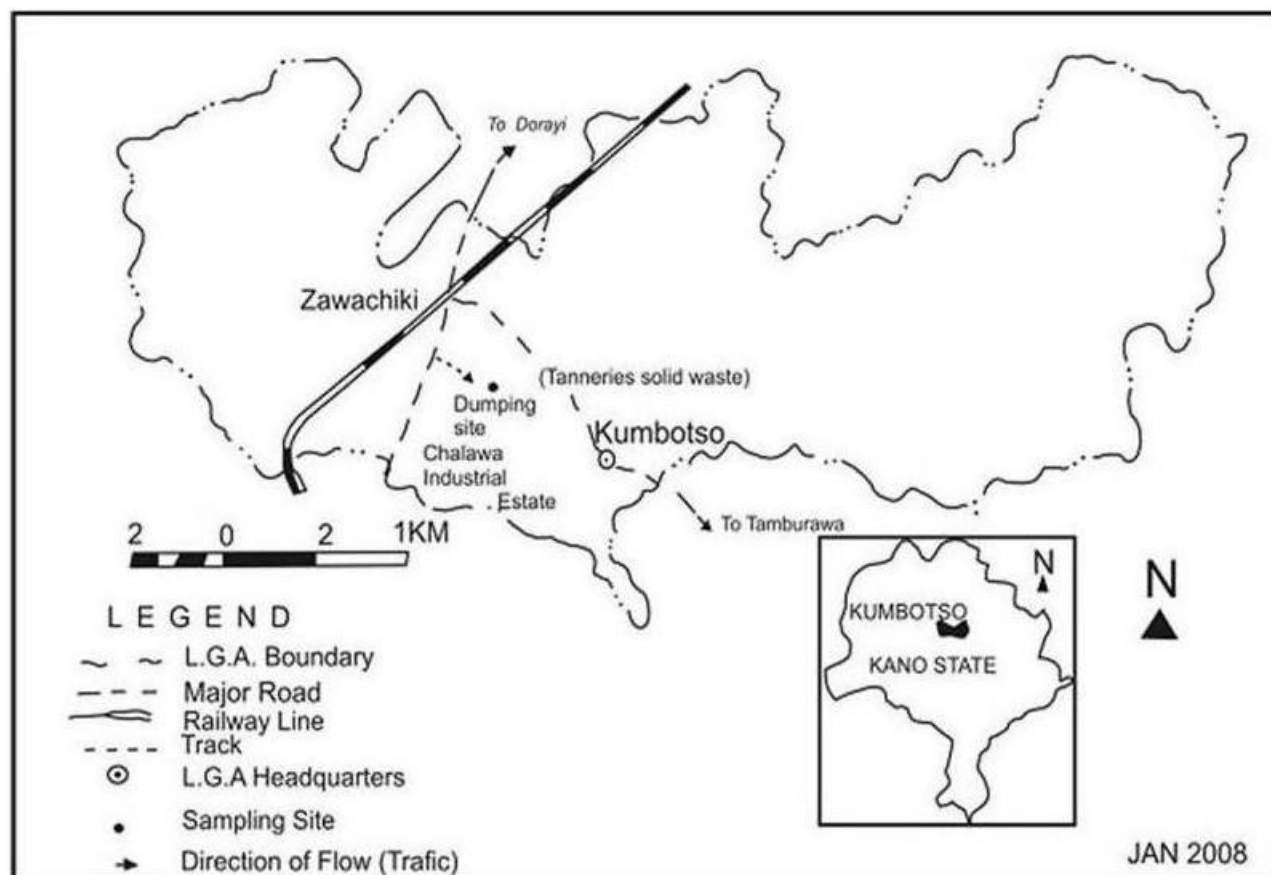 To Dorayi
Zawachiki
(Tanneries solid waste)
Dumping
site
Chalawa
Industrial
Estate
Kumbotso
To Tamburawa
2 0 2 1KM
L E G E N D
L.G.A. Boundary
Major Road
Railway Line
Track
L.G.A Headquarters
Sampling Site
Direction of Flow (Trafic)
N
KUMBOTSO
KANO STATE
N
JAN 2008